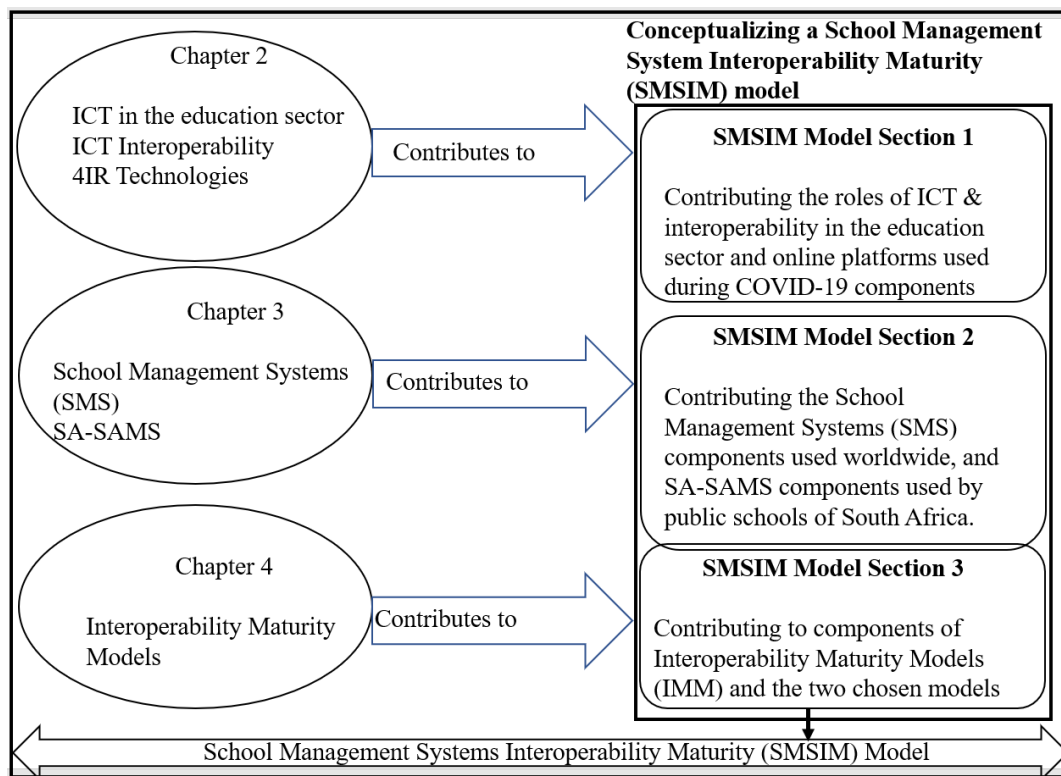 Conceptualizing a School Management
System Interoperability Maturity
(SMSIM) model
Chapter 2
ICT in the education sector
ICT Interoperability
4IR Technologies
Contributes to
SMSIM Model Section 1
Contributing the roles of ICT &
interoperability in the education
sector and online platforms used
during COVID-19 components
Chapter 3
School Management Systems
(SMS)
SA-SAMS
Contributes to
SMSIM Model Section 2
Contributing the School
Management Systems (SMS)
components used worldwide, and
SA-SAMS components used by
public schools of South Africa.
Chapter 4
Interoperability Maturity
Models
Contributes to
SMSIM Model Section 3
Contributing to components of
Interoperability Maturity Models
(IMM) and the two chosen models
School Management Systems Interoperability Maturity (SMSIM) Model